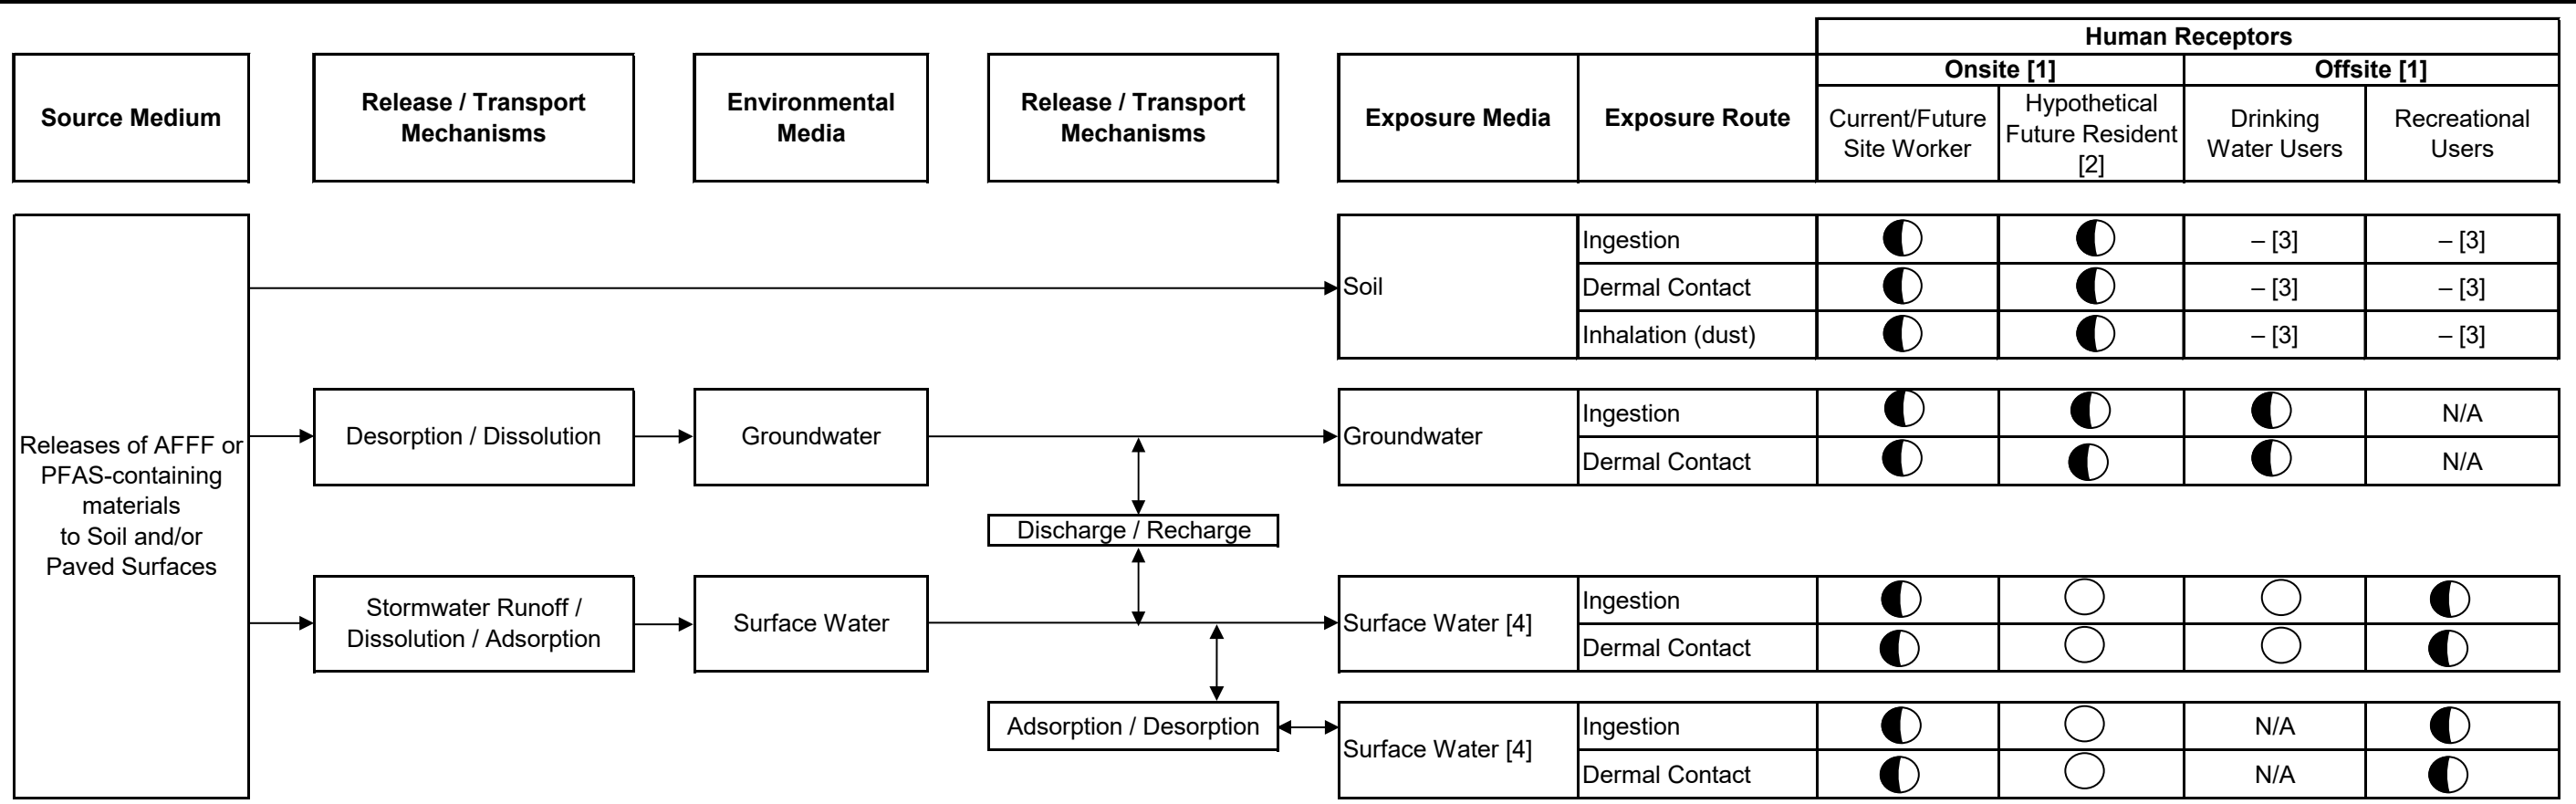 Human Receptors
Onsite [1]
Offsite [1]
Source Medium
Release / Transport
Mechanisms
Environmental
Media
Release / Transport
Mechanisms
Exposure Media
Exposure Route
Current/Future
Site Worker
Hypothetical
Future Resident
[2]
Drinking
Water Users
Recreational
Users
Releases of AFFF or
PFAS-containing
materials
to Soil and/or
Paved Surfaces
Soil
Ingestion
– [3]
– [3]
Dermal Contact
– [3]
– [3]
Inhalation (dust)
– [3]
– [3]
Desorption / Dissolution
Groundwater
Groundwater
Ingestion
N/A
Dermal Contact
N/A
Discharge / Recharge
Stormwater Runoff /
Dissolution / Adsorption
Surface Water
Surface Water [4]
Ingestion
Dermal Contact
Adsorption / Desorption
Surface Water [4]
Ingestion
N/A
Dermal Contact
N/A